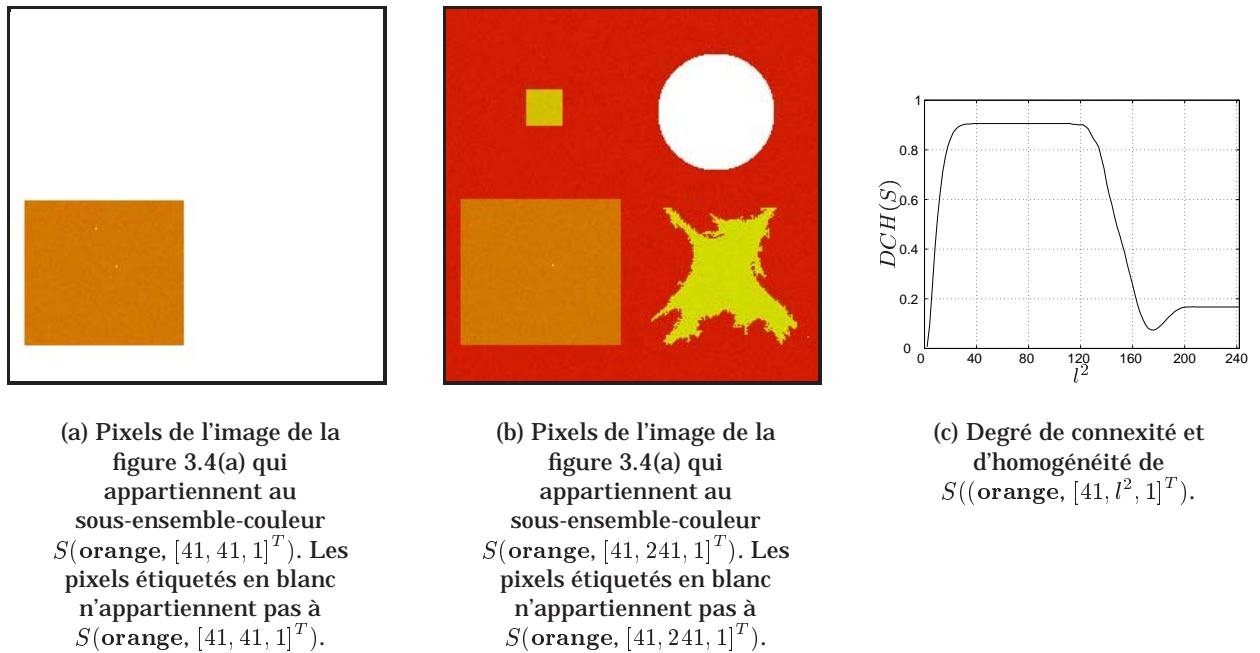 1
0.8
0.6
0.4
0.2
0
DCH(S)
0 40 80 120 160 200 240
l²
(a) Pixels de l'image de la
figure 3.4(a) qui
appartiennent au
sous-ensemble-couleur
S(orange, [41, 41, 1]ᵀ). Les
pixels étiquetés en blanc
n'appartiennent pas à
S(orange, [41, 41, 1]ᵀ).
(b) Pixels de l'image de la
figure 3.4(a) qui
appartiennent au
sous-ensemble-couleur
S(orange, [41, 241, 1]ᵀ). Les
pixels étiquetés en blanc
n'appartiennent pas à
S(orange, [41, 241, 1]ᵀ).
(c) Degré de connexité et
d'homogénéité de
S((orange, [41, l², 1]ᵀ).